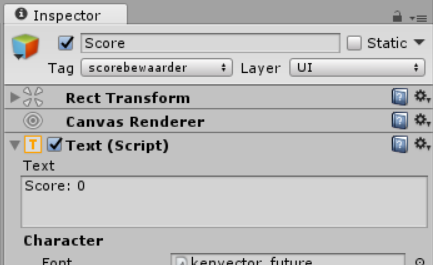 Inspector
Score Static
Tag scorebewaarder Layer UI
Rect Transform
Canvas Renderer
T Text (Script)
Text
Score: 0
Character
Font kenvector_future